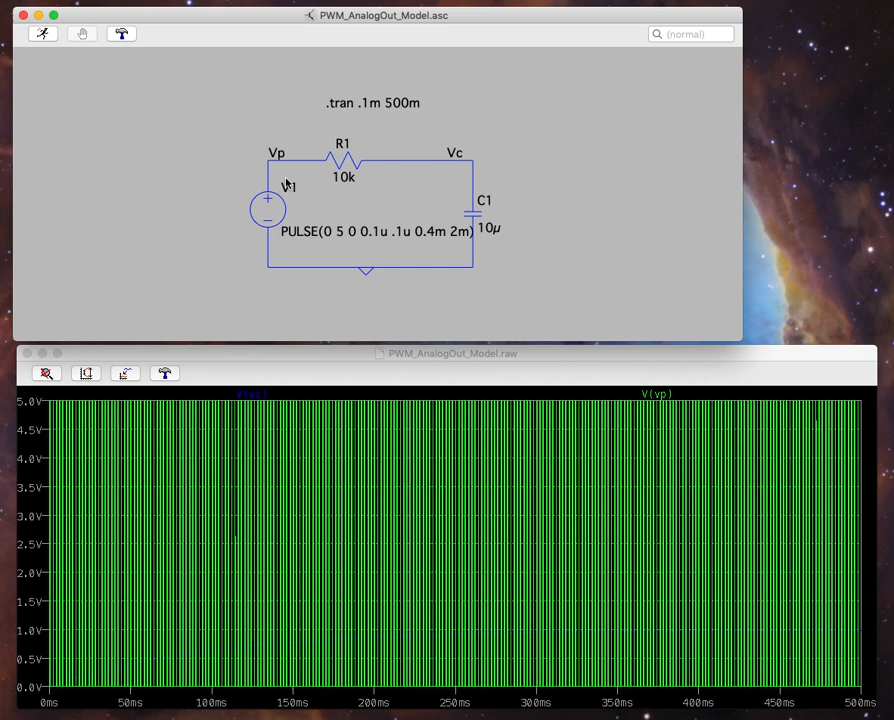 PWM_AnalogOut_Model.asc
(normal)
.tran .1m 500m
R1
Vp
Vc
10k
V1
C1
PULSE(0 5 0 0.1u .1u 0.4m 2m)
10µ
PWM_AnalogOut_Model.raw
V(vc)
V(vp)
5.0V
4.5V
4.0V
3.5V
3.0V
2.5V
2.0V
1.5V
1.0V
0.5V
0.0V
0ms 50ms 100ms 150ms 200ms 250ms 300ms 350ms 400ms 450ms 500ms